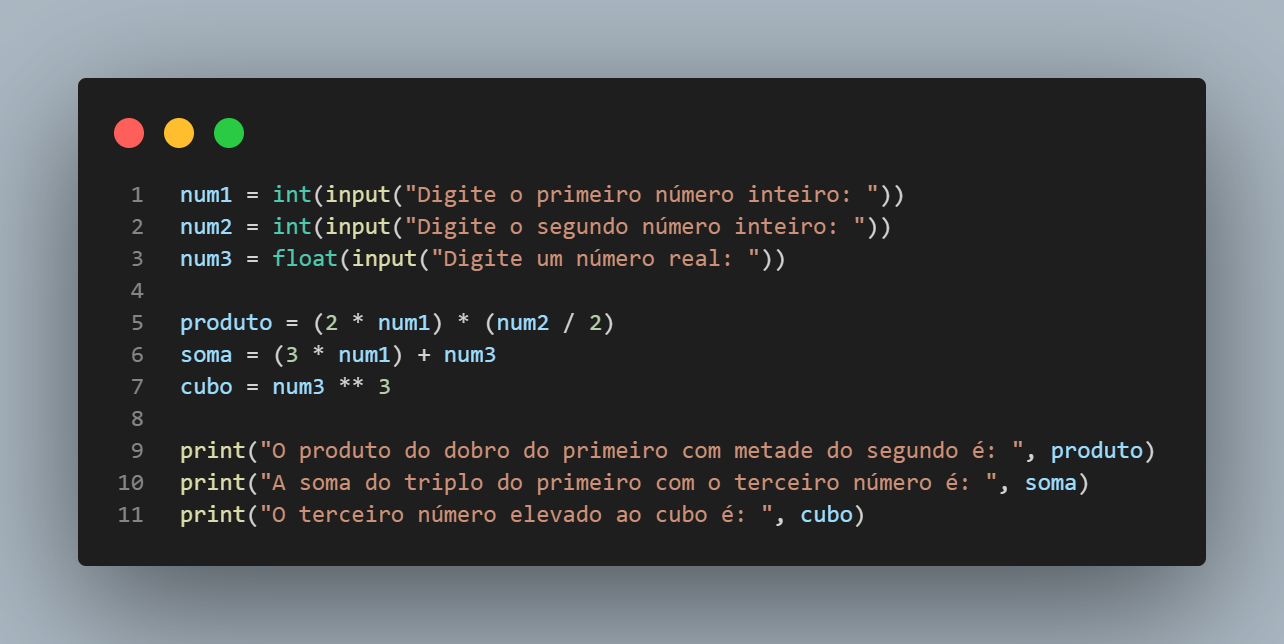 1 num1 = int(input("Digite o primeiro número inteiro: "))
2 num2 = int(input("Digite o segundo número inteiro: "))
3 num3 = float(input("Digite um número real: "))
4
5 produto = (2 * num1) * (num2 / 2)
6 soma = (3 * num1) + num3
7 cubo = num3 ** 3
8
9 print("O produto do dobro do primeiro com metade do segundo é: ", produto)
10 print("A soma do triplo do primeiro com o terceiro número é: ", soma)
11 print("O terceiro número elevado ao cubo é: ", cubo)